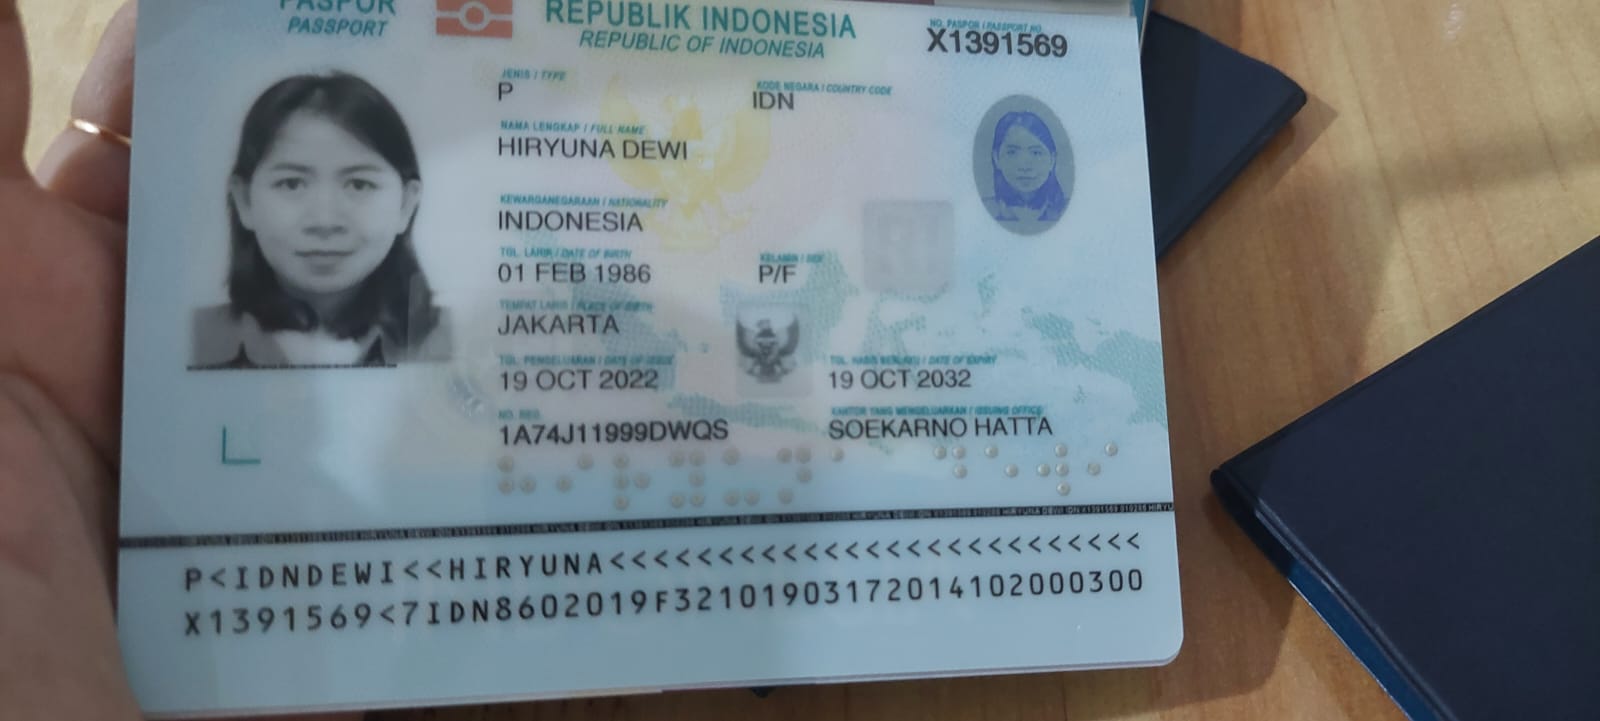 PASPOR
PASSPORT
REPUBLIK INDONESIA
REPUBLIC OF INDONESIA
NO. PASPOR / PASSPORT NO.
X1391569
JENIS / TYPE
P
KODE NEGARA / COUNTRY CODE
IDN
NAMA LENGKAP / FULL NAME
HIRYUNA DEWI
KEWARGANEGARAAN / NATIONALITY
INDONESIA
TGL. LAHIR / DATE OF BIRTH
01 FEB 1986
KELAMIN / SEX
P/F
TEMPAT LAHIR / PLACE OF BIRTH
JAKARTA
TGL. PENGELUARAN / DATE OF ISSUE
19 OCT 2022
TGL. HABIS BERLAKU / DATE OF EXPIRY
19 OCT 2032
NO. REG.
1A74J11999DWQS
KANTOR YANG MENGELUARKAN / ISSUING OFFICE
SOEKARNO HATTA
P<IDNDEWI<<HIRYUNA<<<<<<<<<<<<<<<<<<<<<<<<<<
X1391569<7IDN8602019F3210190317201410200030​0